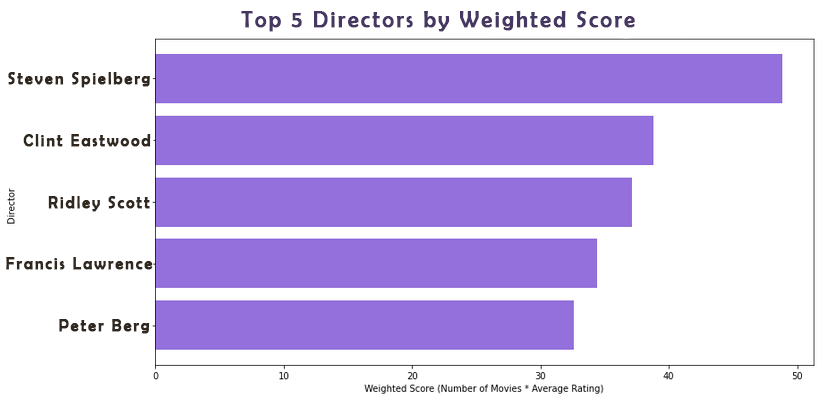 Top 5 Directors by Weighted Score
Steven Spielberg
Clint Eastwood
Ridley Scott
Francis Lawrence
Peter Berg
Director
0 10 20 30 40 50
Weighted Score (Number of Movies * Average Rating)